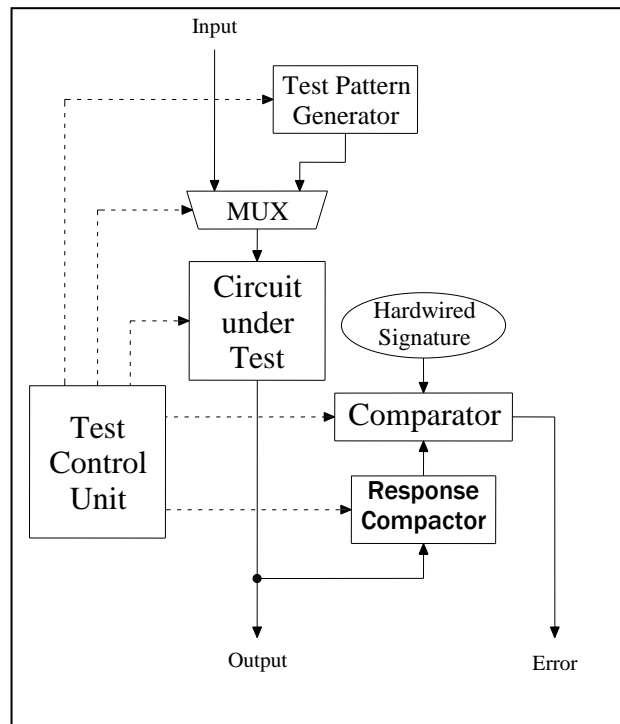 Input
Test Pattern
Generator
MUX
Circuit
under
Test
Hardwired
Signature
Comparator
Test
Control
Unit
Response
Compactor
Output
Error